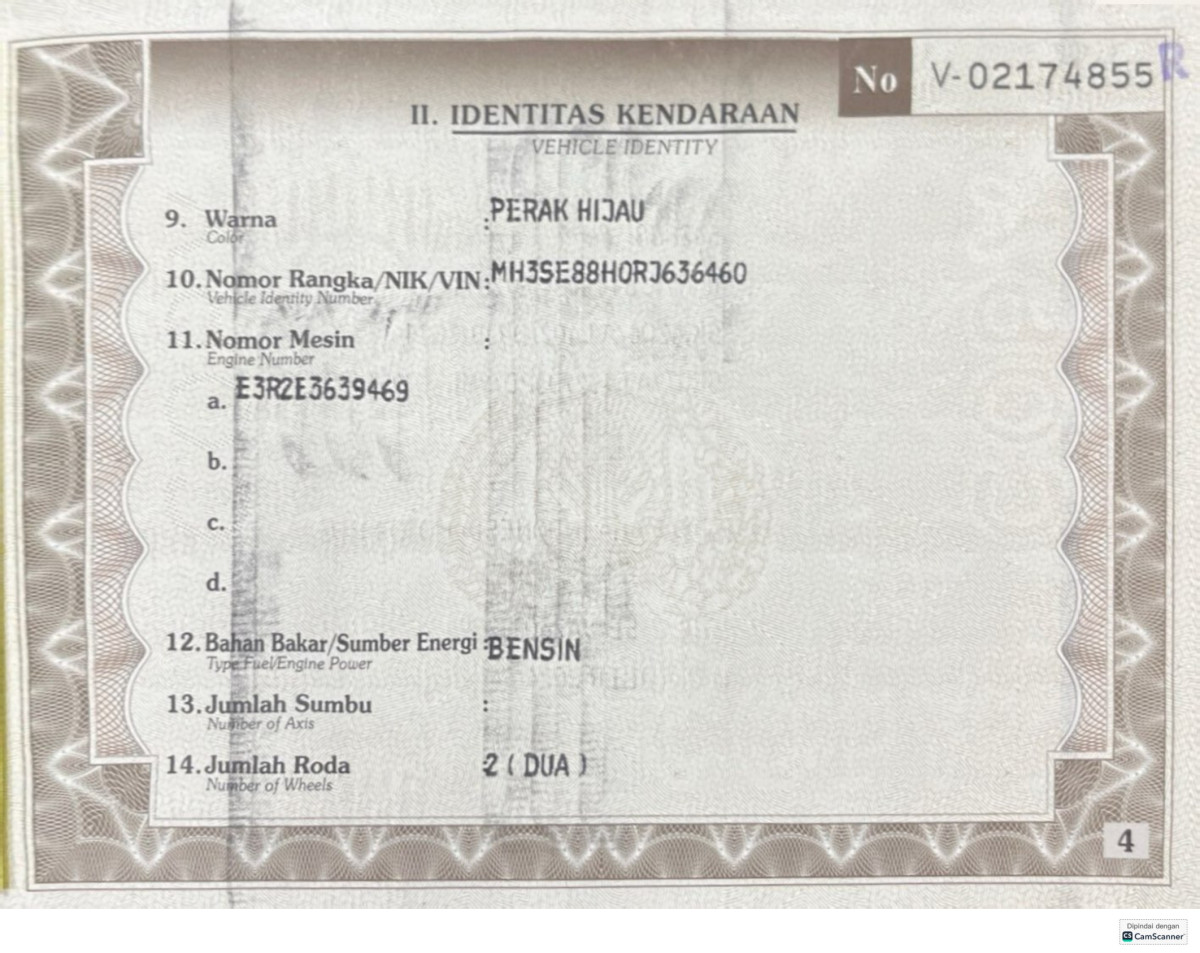 No V-02174855 R
II. IDENTITAS KENDARAAN
VEHICLE IDENTITY
9. Warna : PERAK HIJAU
Color
10. Nomor Rangka/NIK/VIN : MH3SE88H0RJ636460
Vehicle Identity Number
11. Nomor Mesin :
Engine Number
a. E3R2E3639469
b.
c.
d.
12. Bahan Bakar/Sumber Energi : BENSIN
Type Fuel/Engine Power
13. Jumlah Sumbu :
Number of Axis
14. Jumlah Roda : 2 ( DUA )
Number of Wheels
4
Dipindai dengan
CS CamScanner